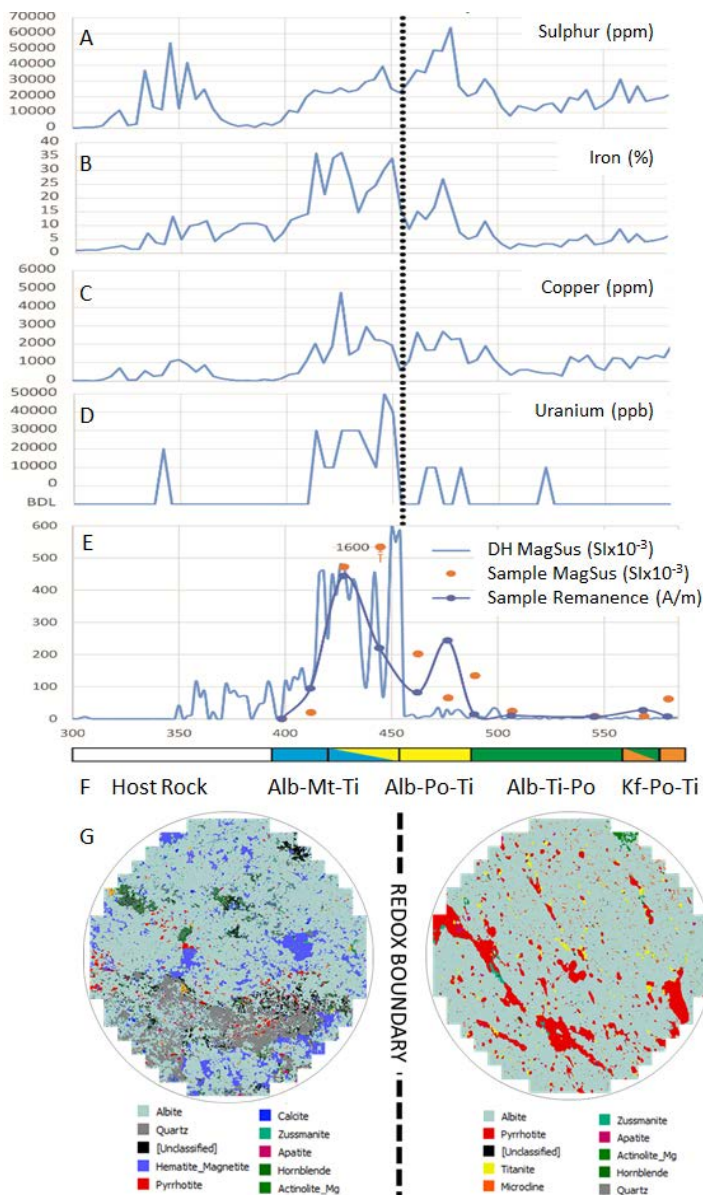 70000
60000
50000
40000
30000
20000
10000
0
A
Sulphur (ppm)
40
35
30
25
20
15
10
5
0
B
Iron (%)
6000
5000
4000
3000
2000
1000
0
C
Copper (ppm)
50000
40000
30000
20000
10000
0
BDL
D
Uranium (ppb)
600
500
400
300
200
100
0
E
1600
DH MagSus (SIx10-3)
Sample MagSus (SIx10-3)
Sample Remanence (A/m)
300 350 400 450 500 550
F Host Rock Alb-Mt-Ti Alb-Po-Ti Alb-Ti-Po Kf-Po-Ti
G
REDOX BOUNDARY
Albite
Quartz
[Unclassified]
Hematite_Magnetite
Pyrrhotite
Calcite
Zussmanite
Apatite
Hornblende
Actinolite_Mg
Albite
Pyrrhotite
[Unclassified]
Titanite
Microcline
Zussmanite
Apatite
Actinolite_Mg
Hornblende
Quartz